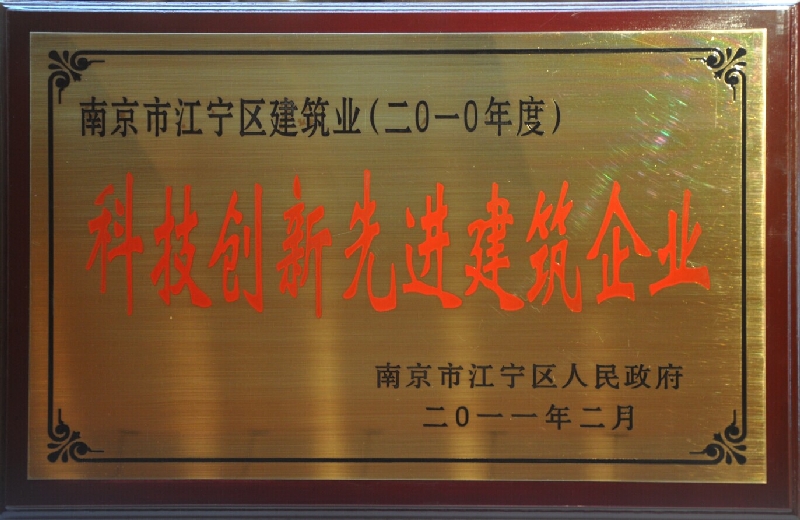 南京市江宁区建筑业(二0一0年度)
科技创新先进建筑企业
南京市江宁区人民政府
二0一一年二月